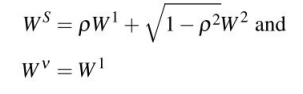 W^S = ρW^1 + √(1 − ρ^2)W^2 and
W^ν = W^1